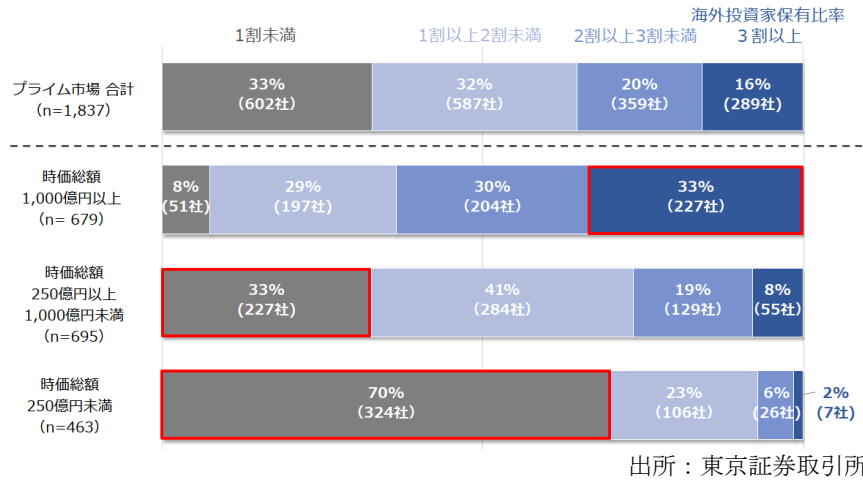 海外投資家保有比率
1割未満 1割以上2割未満 2割以上3割未満 3割以上
プライム市場 合計
(n=1,837)
33% 32% 20% 16%
(602社) (587社) (359社) (289社)
時価総額
1,000億円以上
(n= 679)
8% 29% 30% 33%
(51社) (197社) (204社) (227社)
時価総額
250億円以上
1,000億円未満
(n=695)
33% 41% 19% 8%
(227社) (284社) (129社) (55社)
時価総額
250億円未満
(n=463)
70% 23% 6% 2%
(324社) (106社) (26社) (7社)
出所：東京証券取引所